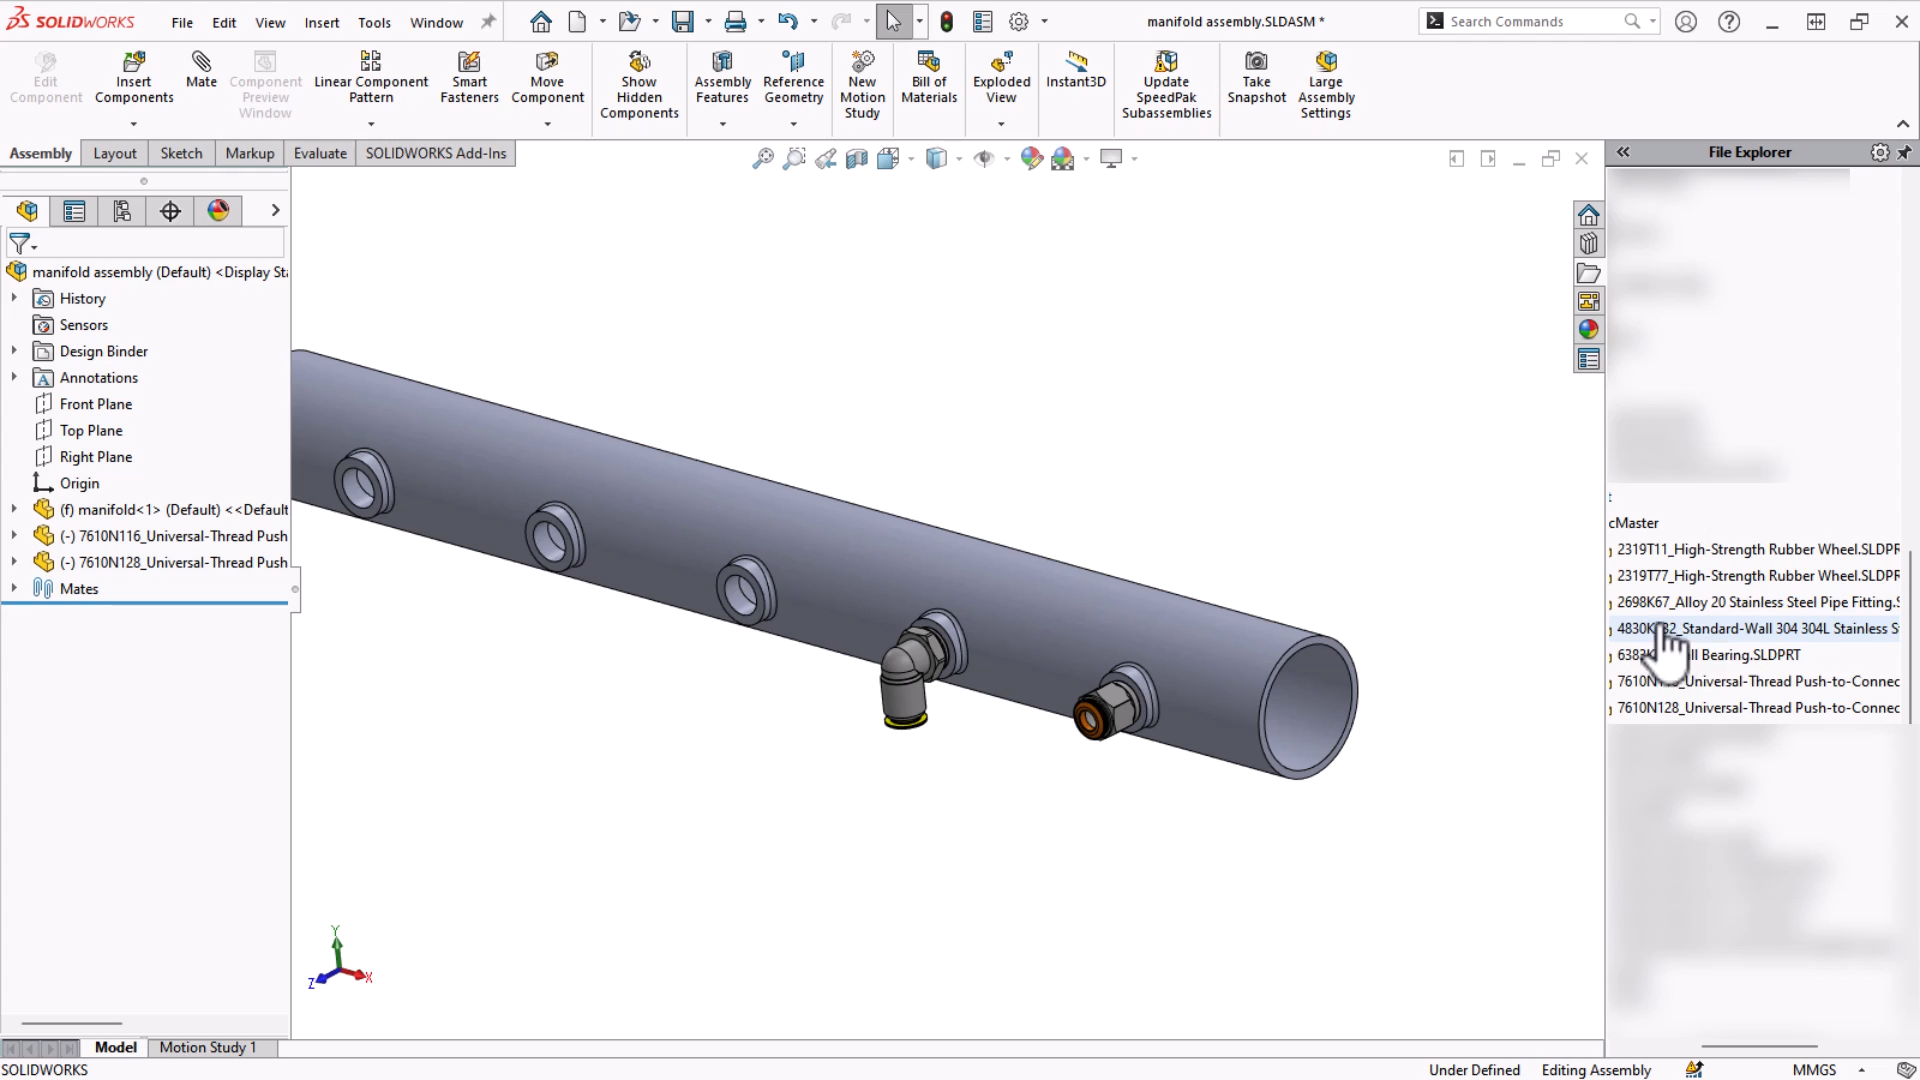 SOLIDWORKS
File Edit View Insert Tools Window
manifold assembly.SLDASM *
Search Commands
Edit Component
Insert Components
Mate
Component Preview Window
Linear Component Pattern
Smart Fasteners
Move Component
Show Hidden Components
Assembly Features
Reference Geometry
New Motion Study
Bill of Materials
Exploded View
Instant3D
Update SpeedPak Subassemblies
Take Snapshot
Large Assembly Settings
Assembly Layout Sketch Markup Evaluate SOLIDWORKS Add-Ins
File Explorer
manifold assembly (Default) <Display Sta
History
Sensors
Design Binder
Annotations
Front Plane
Top Plane
Right Plane
Origin
(f) manifold<1> (Default) <<Default
(-) 7610N116_Universal-Thread Push
(-) 7610N128_Universal-Thread Push
Mates
t
cMaster
2319T11_High-Strength Rubber Wheel.SLDPR
2319T77_High-Strength Rubber Wheel.SLDPR
2698K67_Alloy 20 Stainless Steel Pipe Fitting.S
_Standard-Wall 304 304L Stainless S
Bearing.SLDPRT
_Universal-Thread Push-to-Connec
7610N128_Universal-Thread Push-to-Connec
Y
Z X
Model Motion Study 1
SOLIDWORKS
Under Defined Editing Assembly MMGS